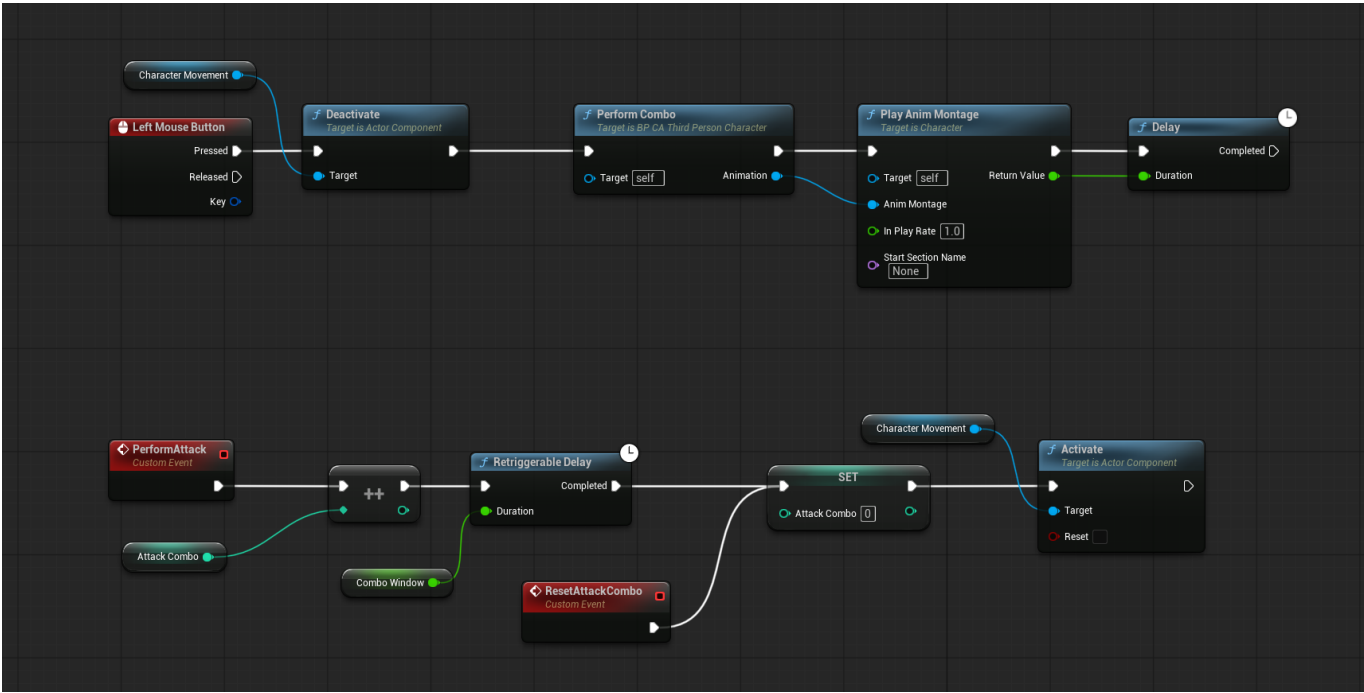 Character Movement
Left Mouse Button
Pressed
Released
Key
Deactivate
Target is Actor Component
Target
Perform Combo
Target is BP CA Third Person Character
Target self
Animation
Play Anim Montage
Target is Character
Target self
Return Value
Anim Montage
In Play Rate 1.0
Start Section Name
None
Delay
Completed
Duration
PerformAttack
Custom Event
++
Attack Combo
Retriggerable Delay
Completed
Duration
Combo Window
ResetAttackCombo
Custom Event
SET
Attack Combo 0
Character Movement
Activate
Target is Actor Component
Target
Reset